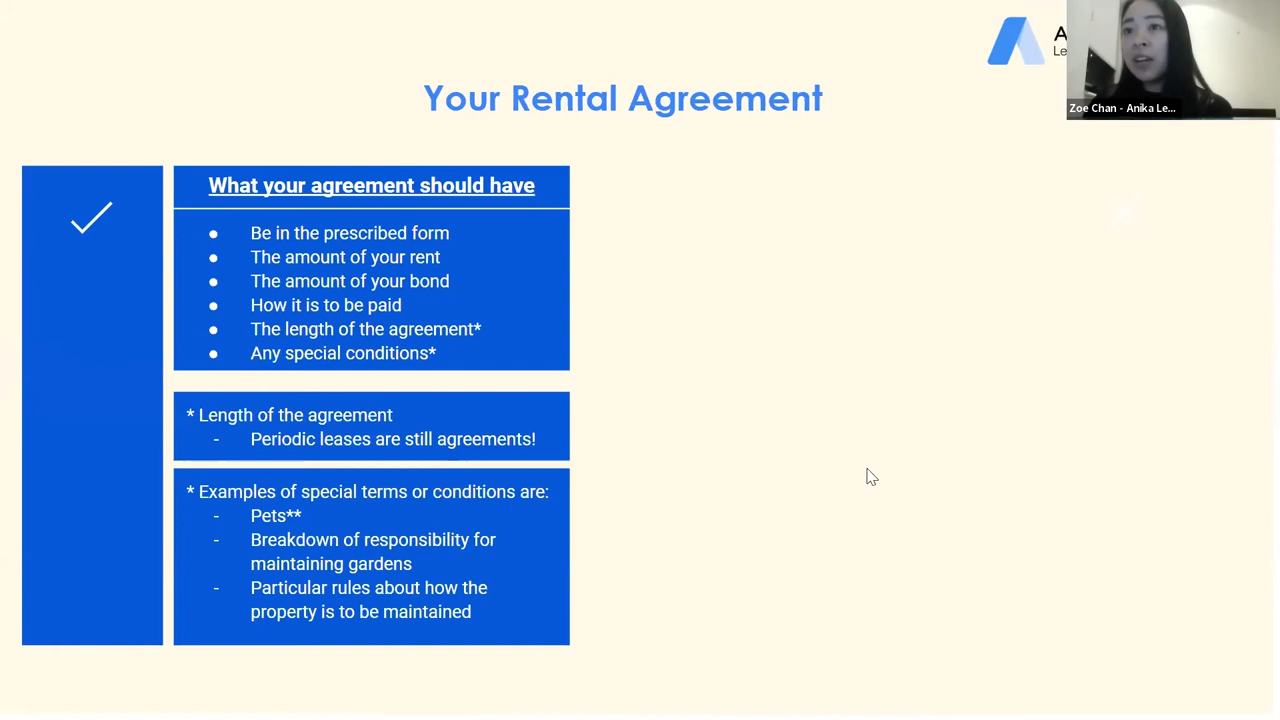 A
Le
Zoe Chan - Anika Le...
Your Rental Agreement
What your agreement should have
● Be in the prescribed form
● The amount of your rent
● The amount of your bond
● How it is to be paid
● The length of the agreement*
● Any special conditions*
* Length of the agreement
- Periodic leases are still agreements!
* Examples of special terms or conditions are:
- Pets**
- Breakdown of responsibility for
maintaining gardens
- Particular rules about how the
property is to be maintained